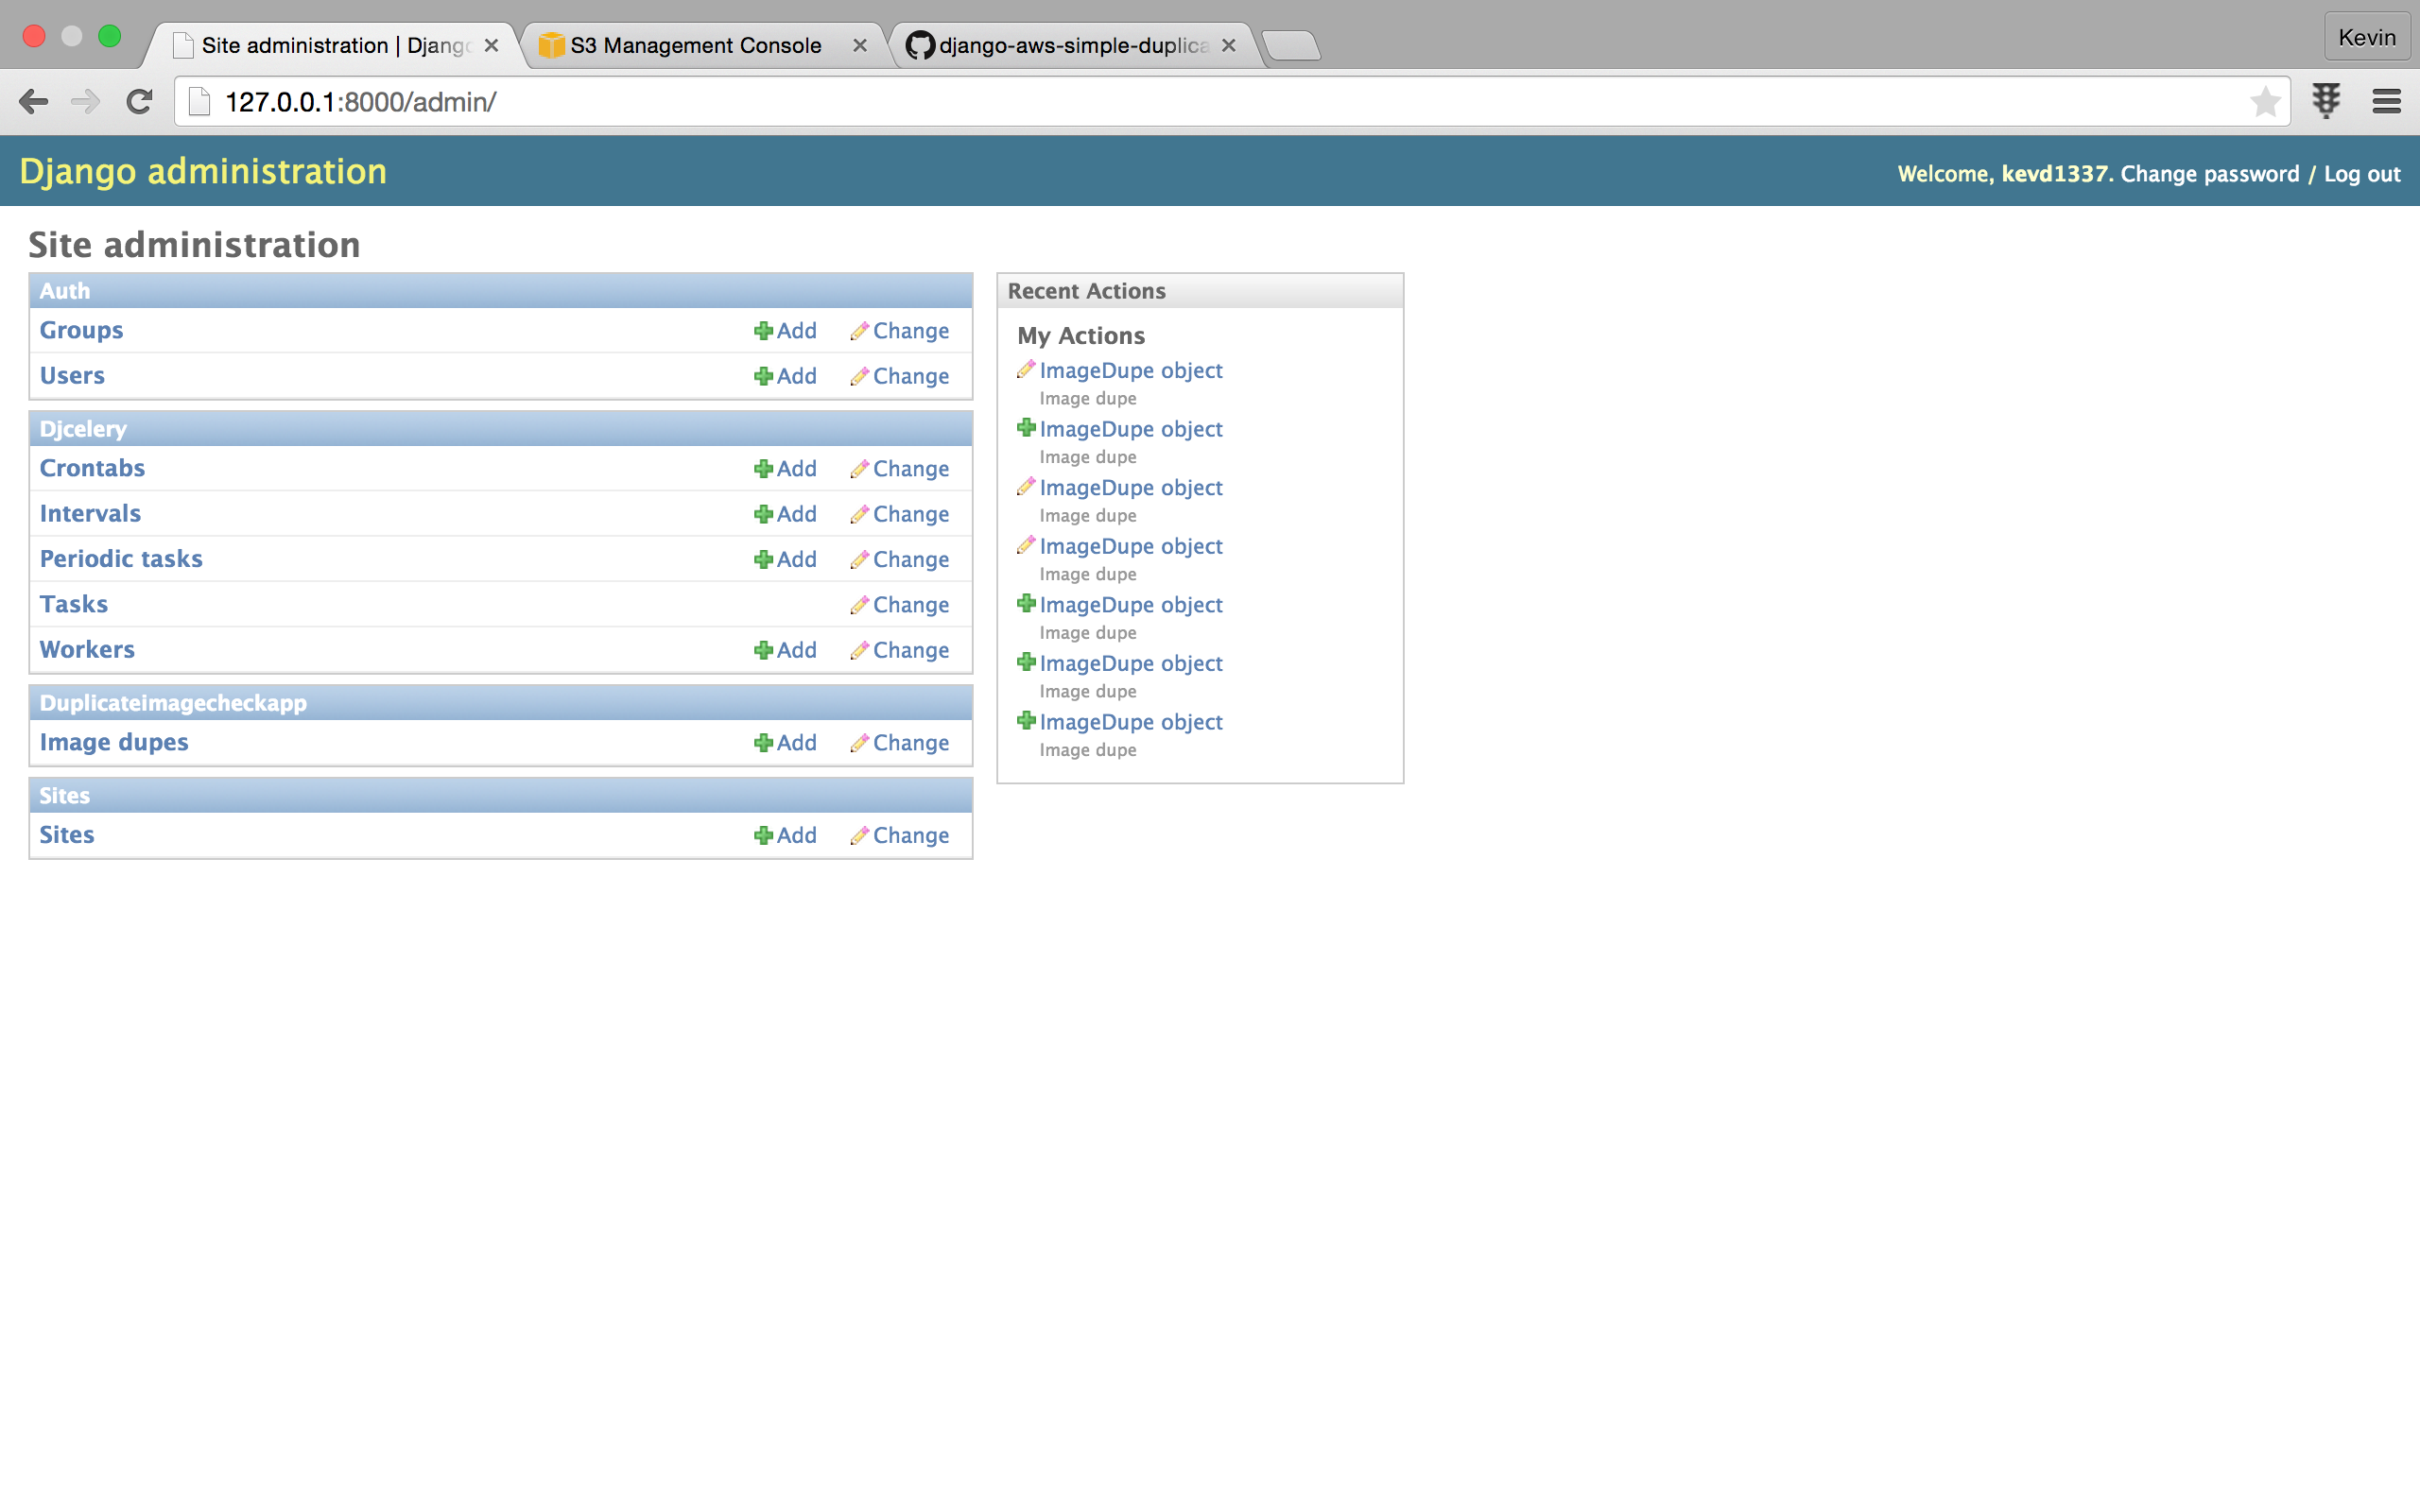 Site administration | Django
S3 Management Console
django-aws-simple-duplica
Kevin
127.0.0.1:8000/admin/
Django administration
Welcome, kevd1337. Change password / Log out
Site administration
Auth
Groups Add Change
Users Add Change
Djcelery
Crontabs Add Change
Intervals Add Change
Periodic tasks Add Change
Tasks Change
Workers Add Change
Duplicateimagecheckapp
Image dupes Add Change
Sites
Sites Add Change
Recent Actions
My Actions
ImageDupe object
Image dupe
ImageDupe object
Image dupe
ImageDupe object
Image dupe
ImageDupe object
Image dupe
ImageDupe object
Image dupe
ImageDupe object
Image dupe
ImageDupe object
Image dupe